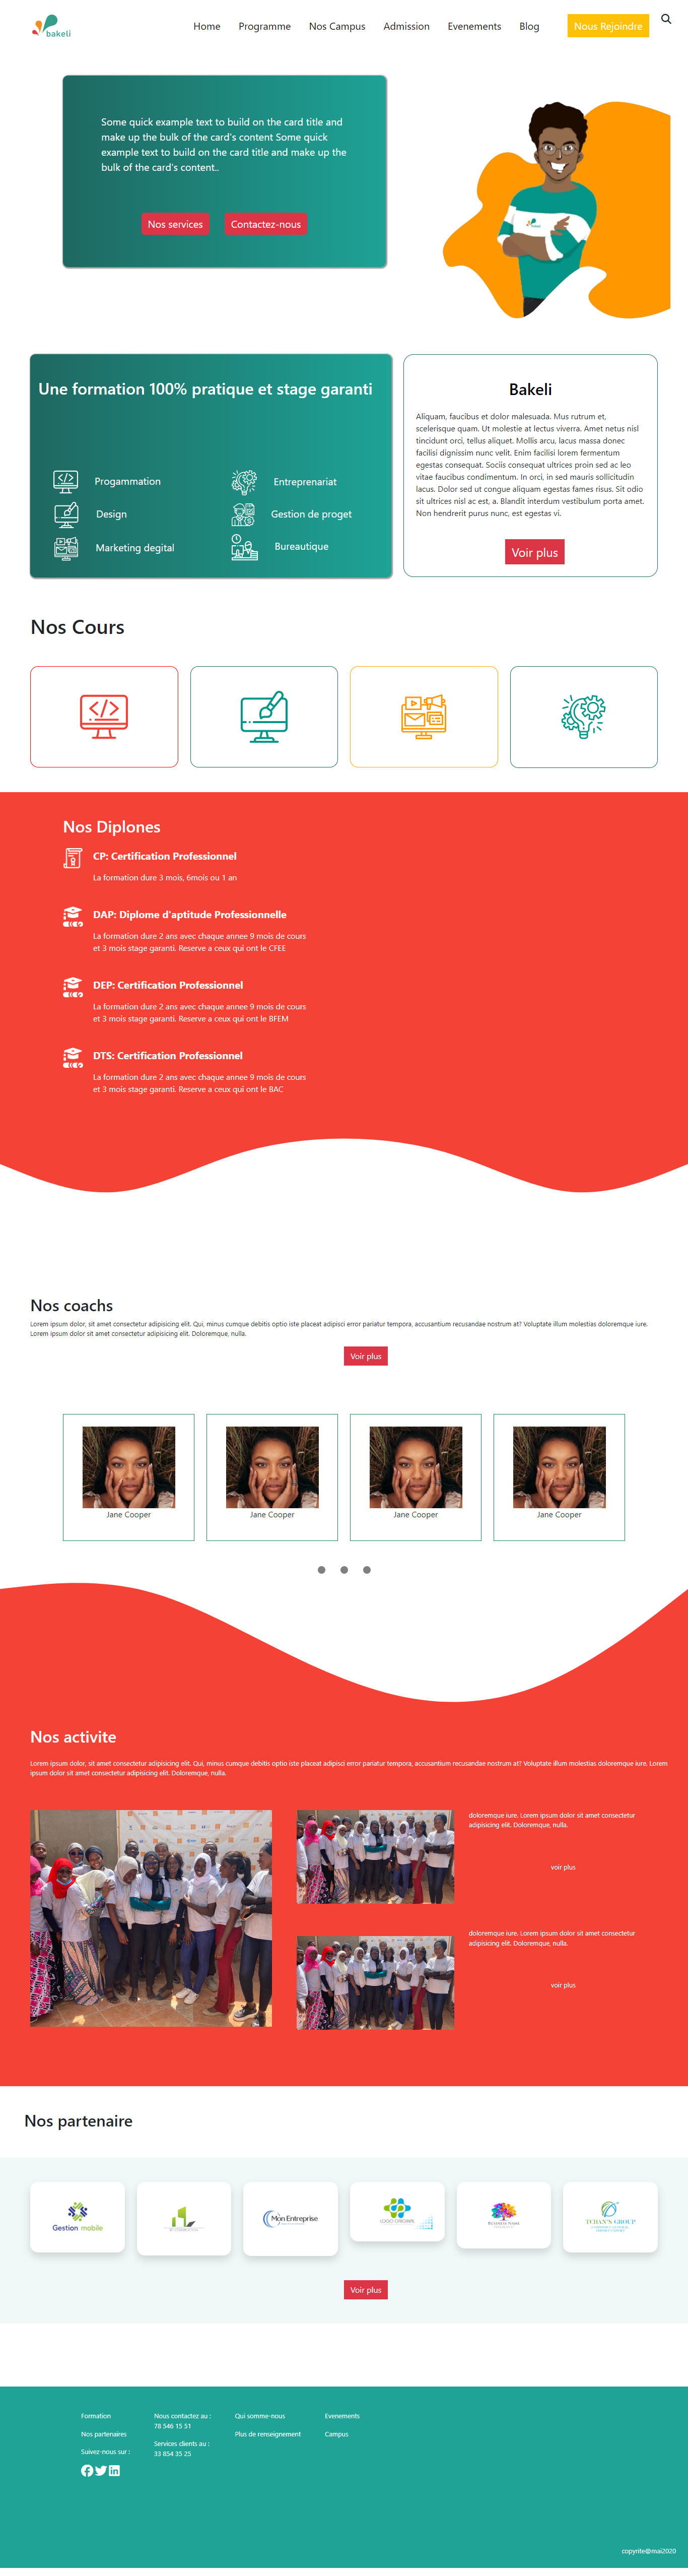 bakeli
Home Programme Nos Campus Admission Evenements Blog Nous Rejoindre
Some quick example text to build on the card title and
make up the bulk of the card's content Some quick
example text to build on the card title and make up the
bulk of the card's content..
Nos services Contactez-nous
Une formation 100% pratique et stage garanti
Progammation Entreprenariat
Design Gestion de proget
Marketing degital Bureautique
Bakeli
Aliquam, faucibus et dolor malesuada. Mus rutrum et,
scelerisque quam. Ut molestie at lectus viverra. Amet netus nisl
tincidunt orci, tellus aliquet. Mollis arcu, lacus massa donec
facilisi dignissim nunc velit. Enim facilisi lorem fermentum
egestas consequat. Sociis consequat ultrices proin sed ac leo
vitae faucibus condimentum. In orci, in sed mauris sollicitudin
lacus. Dolor sed ut congue aliquam egestas fames risus. Sit odio
sit ultrices nisl ac est, a. Blandit interdum vestibulum porta amet.
Non hendrerit purus nunc, est egestas vi.
Voir plus
Nos Cours
Nos Diplones
CP: Certification Professionnel
La formation dure 3 mois, 6mois ou 1 an
DAP: Diplome d'aptitude Professionnelle
La formation dure 2 ans avec chaque annee 9 mois de cours
et 3 mois stage garanti. Reserve a ceux qui ont le CFEE
DEP: Certification Professionnel
La formation dure 2 ans avec chaque annee 9 mois de cours
et 3 mois stage garanti. Reserve a ceux qui ont le BFEM
DTS: Certification Professionnel
La formation dure 2 ans avec chaque annee 9 mois de cours
et 3 mois stage garanti. Reserve a ceux qui ont le BAC
Nos coachs
Lorem ipsum dolor, sit amet consectetur adipisicing elit. Qui, minus cumque debitis optio iste placeat adipisci error pariatur tempora, accusantium recusandae nostrum at? Voluptate illum molestias doloremque iure.
Lorem ipsum dolor sit amet consectetur adipisicing elit. Doloremque, nulla.
Voir plus
Jane Cooper Jane Cooper Jane Cooper Jane Cooper
Nos activite
Lorem ipsum dolor, sit amet consectetur adipisicing elit. Qui, minus cumque debitis optio iste placeat adipisci error pariatur tempora, accusantium recusandae nostrum at? Voluptate illum molestias doloremque iure. Lorem
ipsum dolor sit amet consectetur adipisicing elit. Doloremque, nulla.
doloremque iure. Lorem ipsum dolor sit amet consectetur
adipisicing elit. Doloremque, nulla.
voir plus
doloremque iure. Lorem ipsum dolor sit amet consectetur
adipisicing elit. Doloremque, nulla.
voir plus
Nos partenaire
Gestion mobile
Mon Entreprise
LOGO ORIGAMI
BUSINESS NAME
TCHAN'S GROUP
Voir plus
Formation
Nos partenaires
Suivez-nous sur :
Nous contactez au :
78 546 15 51
Services clients au :
33 854 35 25
Qui somme-nous
Plus de renseignement
Evenements
Campus
copyrite@mai2020